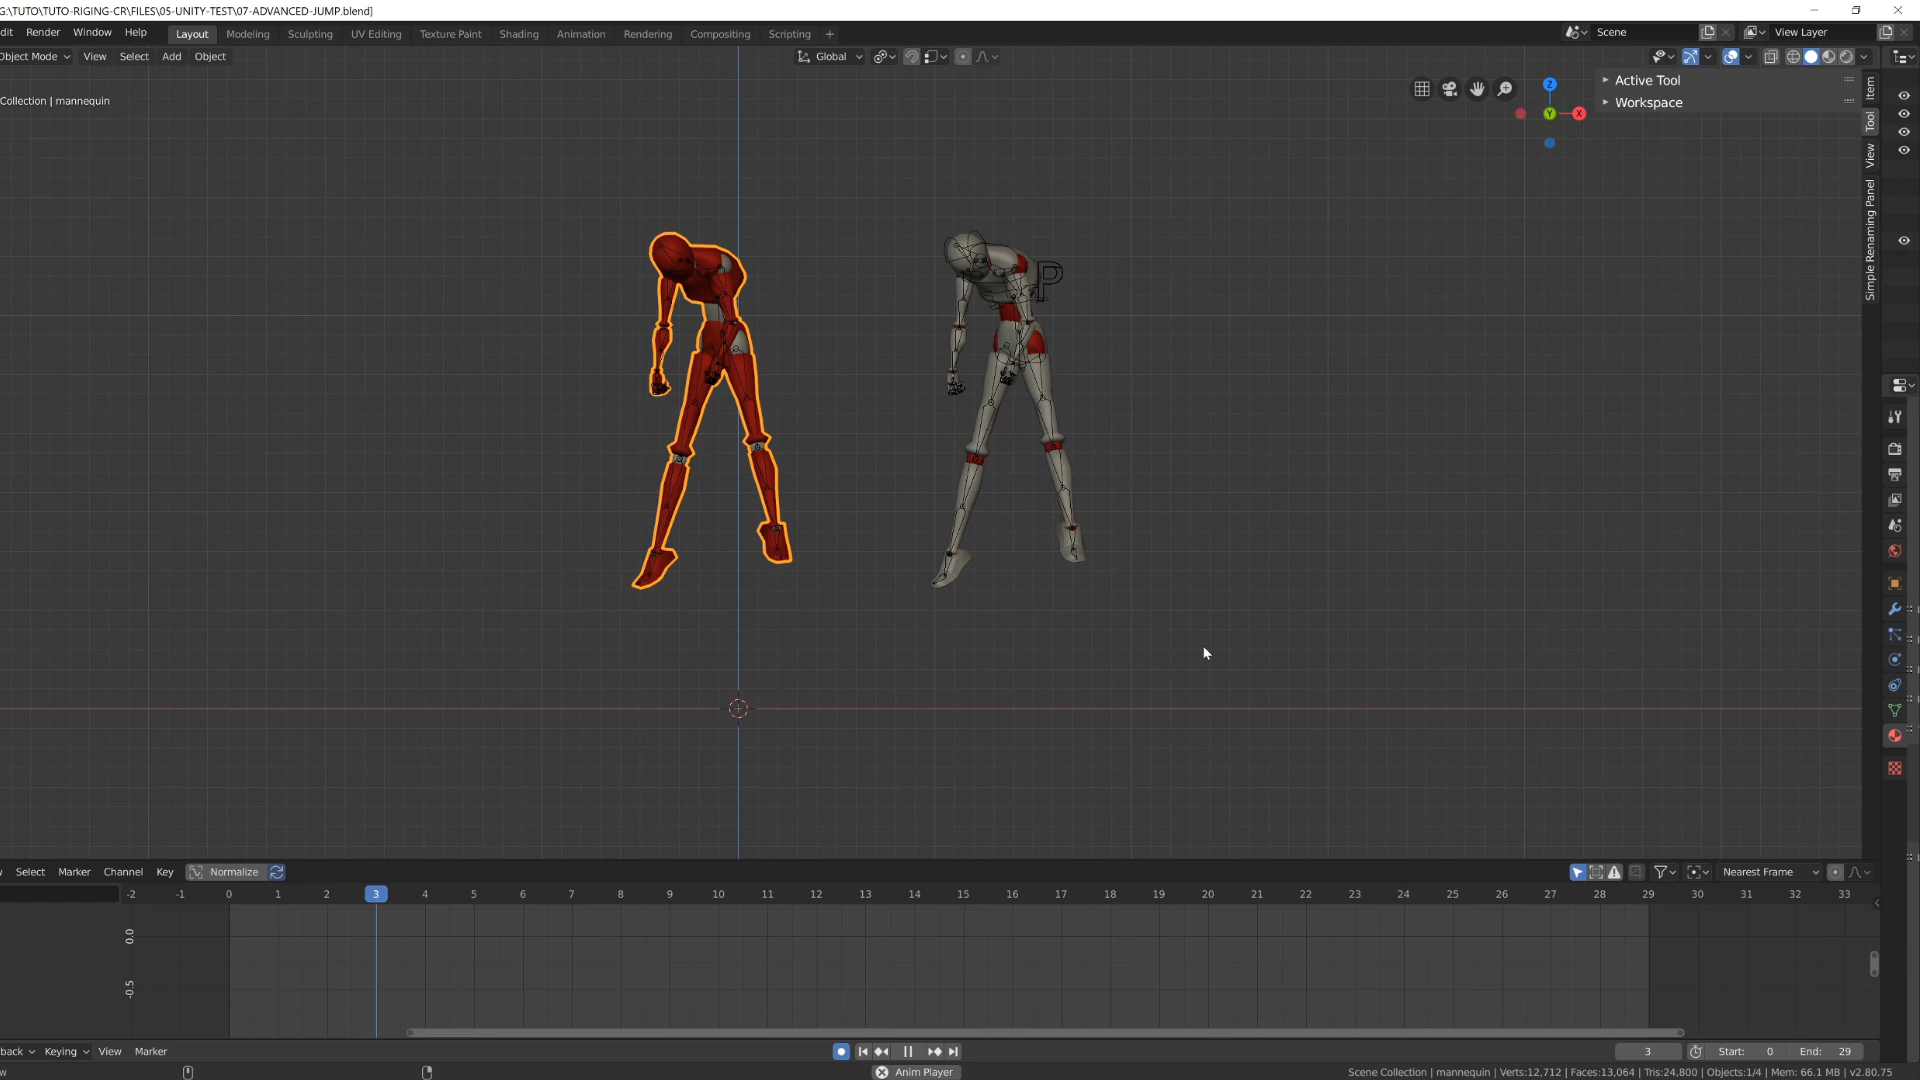 G:\TUTO\TUTO-RIGING-CR\FILES\05-UNITY-TEST\07-ADVANCED-JUMP.blend]
dit Render Window Help Layout Modeling Sculpting UV Editing Texture Paint Shading Animation Rendering Compositing Scripting + Scene View Layer
Object Mode View Select Add Object Global
Collection | mannequin
Active Tool
Workspace
Item
Tool
View
Simple Renaming Panel
Z
Y
X
P
Select Marker Channel Key Normalize Nearest Frame
-2 -1 0 1 2 3 4 5 6 7 8 9 10 11 12 13 14 15 16 17 18 19 20 21 22 23 24 25 26 27 28 29 30 31 32 33
0.0
-0.5
back Keying View Marker 3 Start: 0 End: 29
w Anim Player Scene Collection | mannequin | Verts:12,712 | Faces:13,064 | Tris:24,800 | Objects:1/4 | Mem: 66.1 MB | v2.80.75